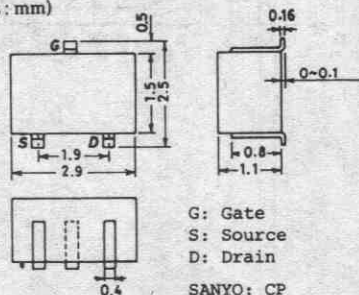 : mm)
0.5
0.16
G
1.5
2.5
0~0.1
S
D
1.9
2.9
0.8
1.1
0.4
G: Gate
S: Source
D: Drain
SANYO: CP